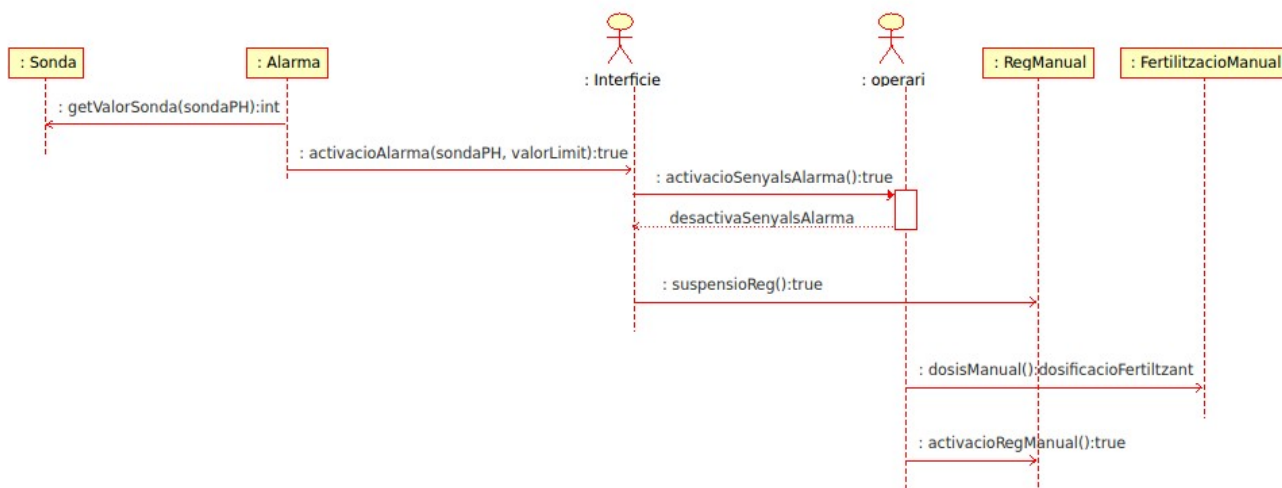 : Sonda
: Alarma
: Interficie
: operari
: RegManual
: FertilitzacioManual
: getValorSonda(sondaPH):int
: activacioAlarma(sondaPH, valorLimit):true
: activacioSenyalsAlarma():true
desactivaSenyalsAlarma
: suspensioReg():true
: dosisManual():dosificacioFertiltzant
: activacioRegManual():true